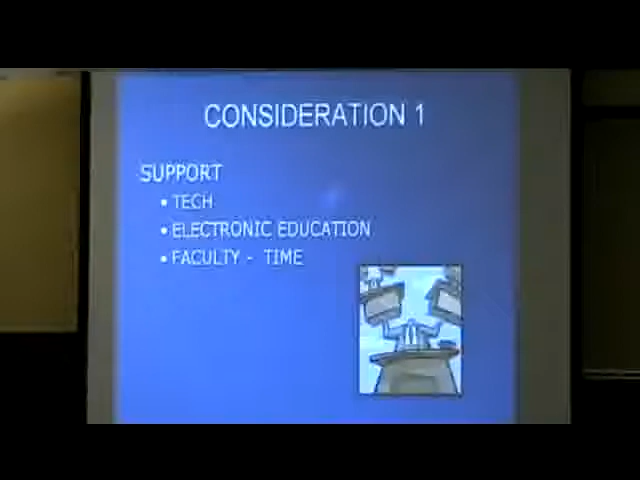 CONSIDERATION 1
SUPPORT
• TECH
• ELECTRONIC EDUCATION
• FACULTY - TIME